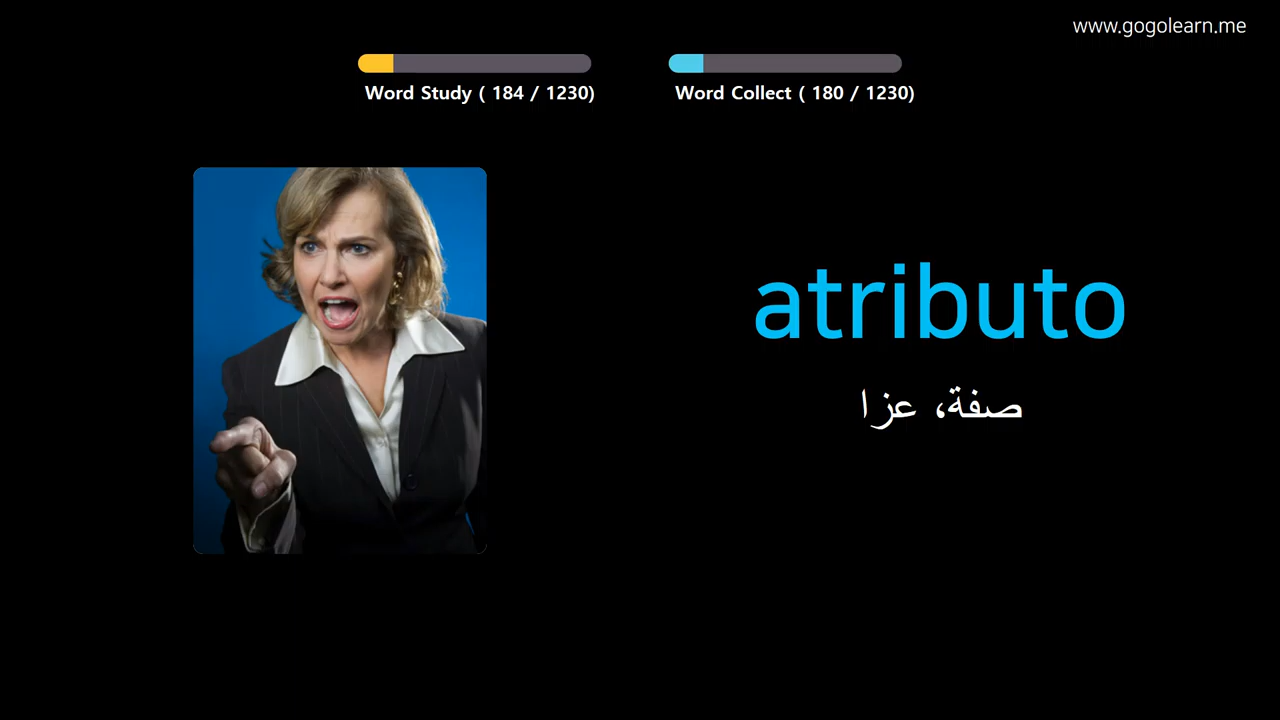 www.gogolearn.me
Word Study ( 184 / 1230)
Word Collect ( 180 / 1230)
atributo
صفة، عزا